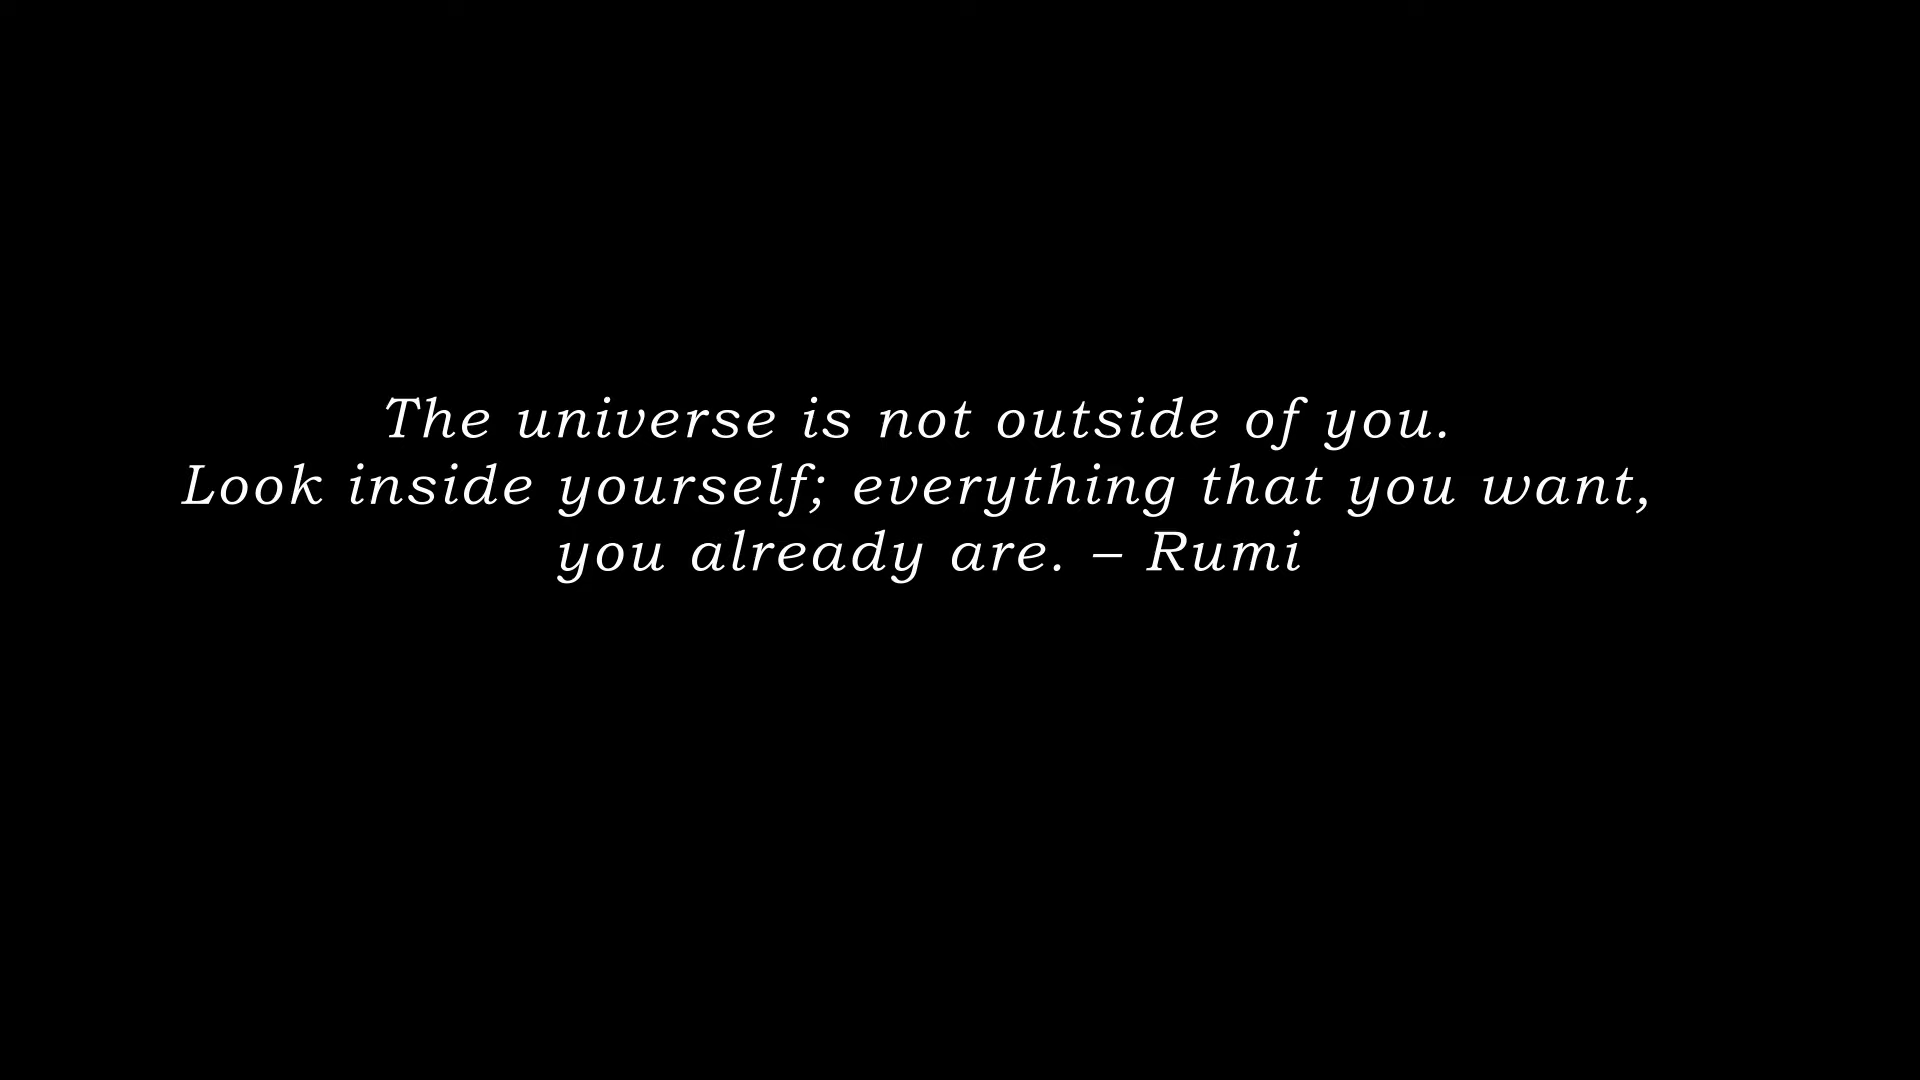 The universe is not outside of you.
Look inside yourself; everything that you want,
you already are. – Rumi